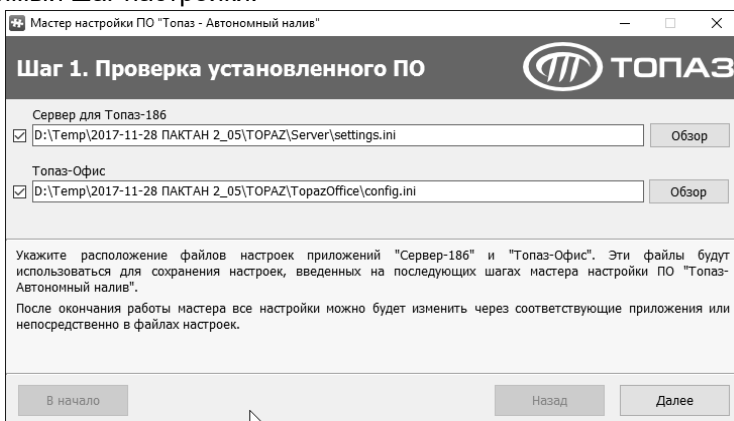 Мастер настройки ПО "Топаз - Автономный налив"
Шаг 1. Проверка установленного ПО
ТОПАЗ
Сервер для Топаз-186
D:\Temp\2017-11-28 ПАКТАН 2_05\TOPAZ\Server\settings.ini
Обзор
Топаз-Офис
D:\Temp\2017-11-28 ПАКТАН 2_05\TOPAZ\TopazOffice\config.ini
Обзор
Укажите расположение файлов настроек приложений "Сервер-186" и "Топаз-Офис". Эти файлы будут
использоваться для сохранения настроек, введенных на последующих шагах мастера настройки ПО "Топаз-
Автономный налив".
После окончания работы мастера все настройки можно будет изменить через соответствующие приложения или
непосредственно в файлах настроек.
В начало
Назад
Далее